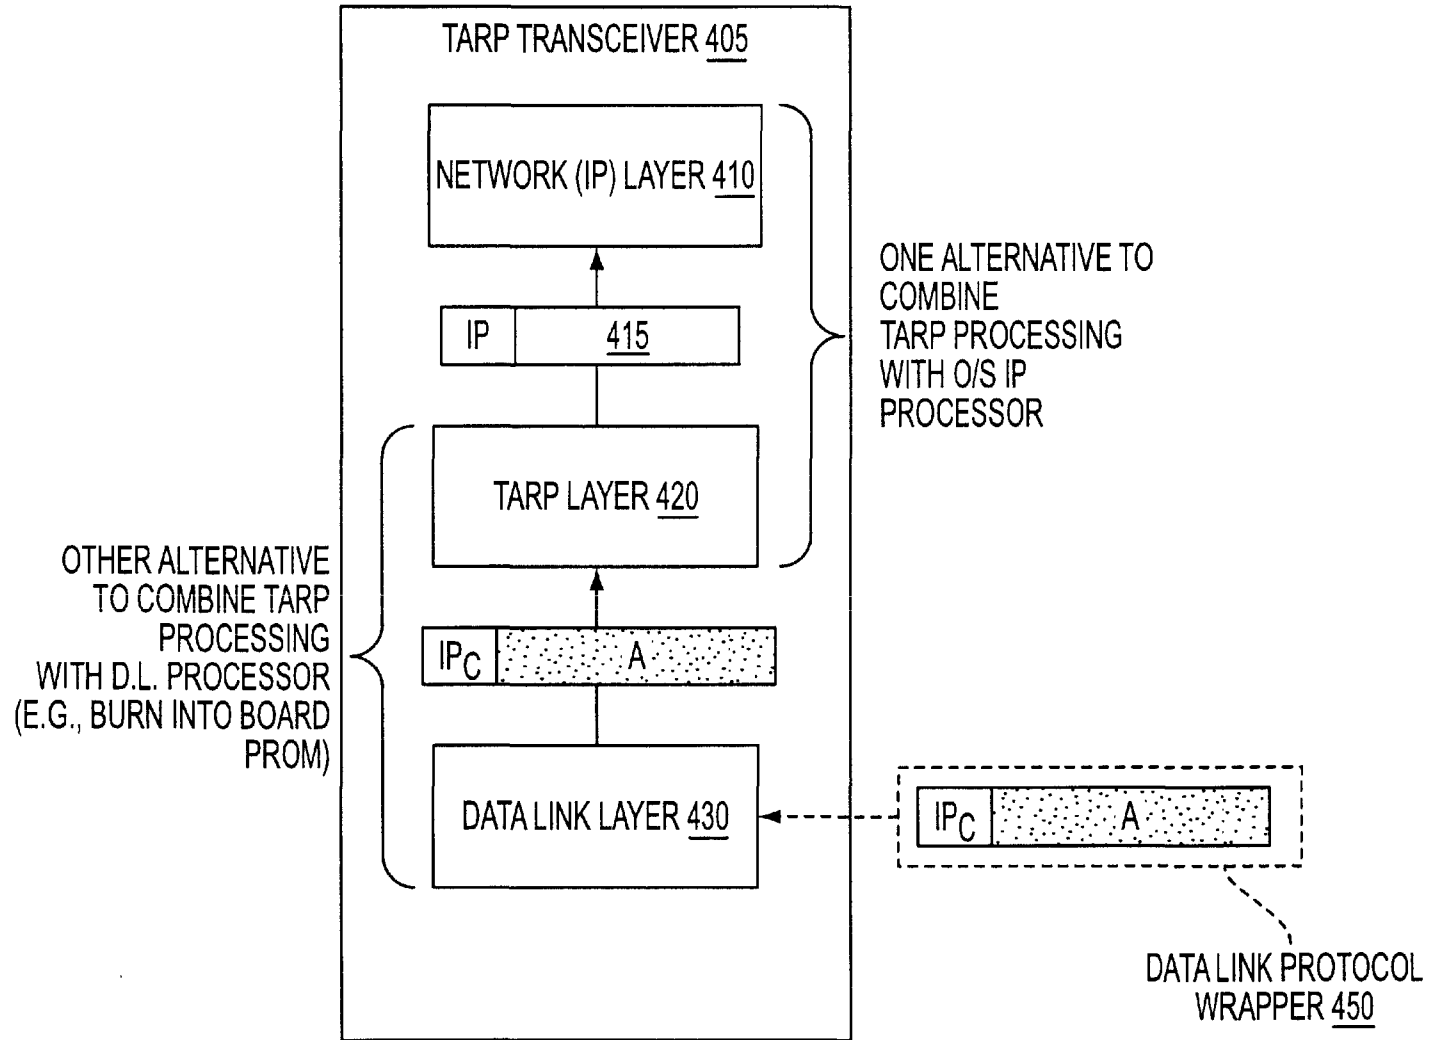 TARP TRANSCEIVER 405
NETWORK (IP) LAYER 410
IP 415
ONE ALTERNATIVE TO
COMBINE
TARP PROCESSING
WITH O/S IP
PROCESSOR
TARP LAYER 420
OTHER ALTERNATIVE
TO COMBINE TARP
PROCESSING
WITH D.L. PROCESSOR
(E.G., BURN INTO BOARD
PROM)
IPC A
DATA LINK LAYER 430
IPC A
DATA LINK PROTOCOL
WRAPPER 450